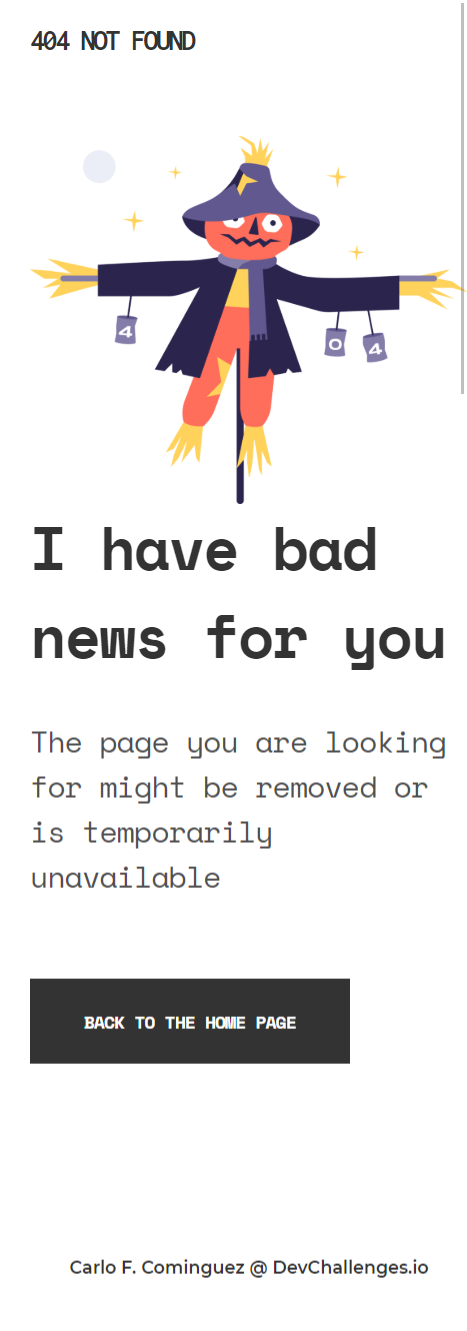 404 NOT FOUND
4
0
4
I have bad
news for you
The page you are looking
for might be removed or
is temporarily
unavailable
BACK TO THE HOME PAGE
Carlo F. Cominguez @ DevChallenges.io